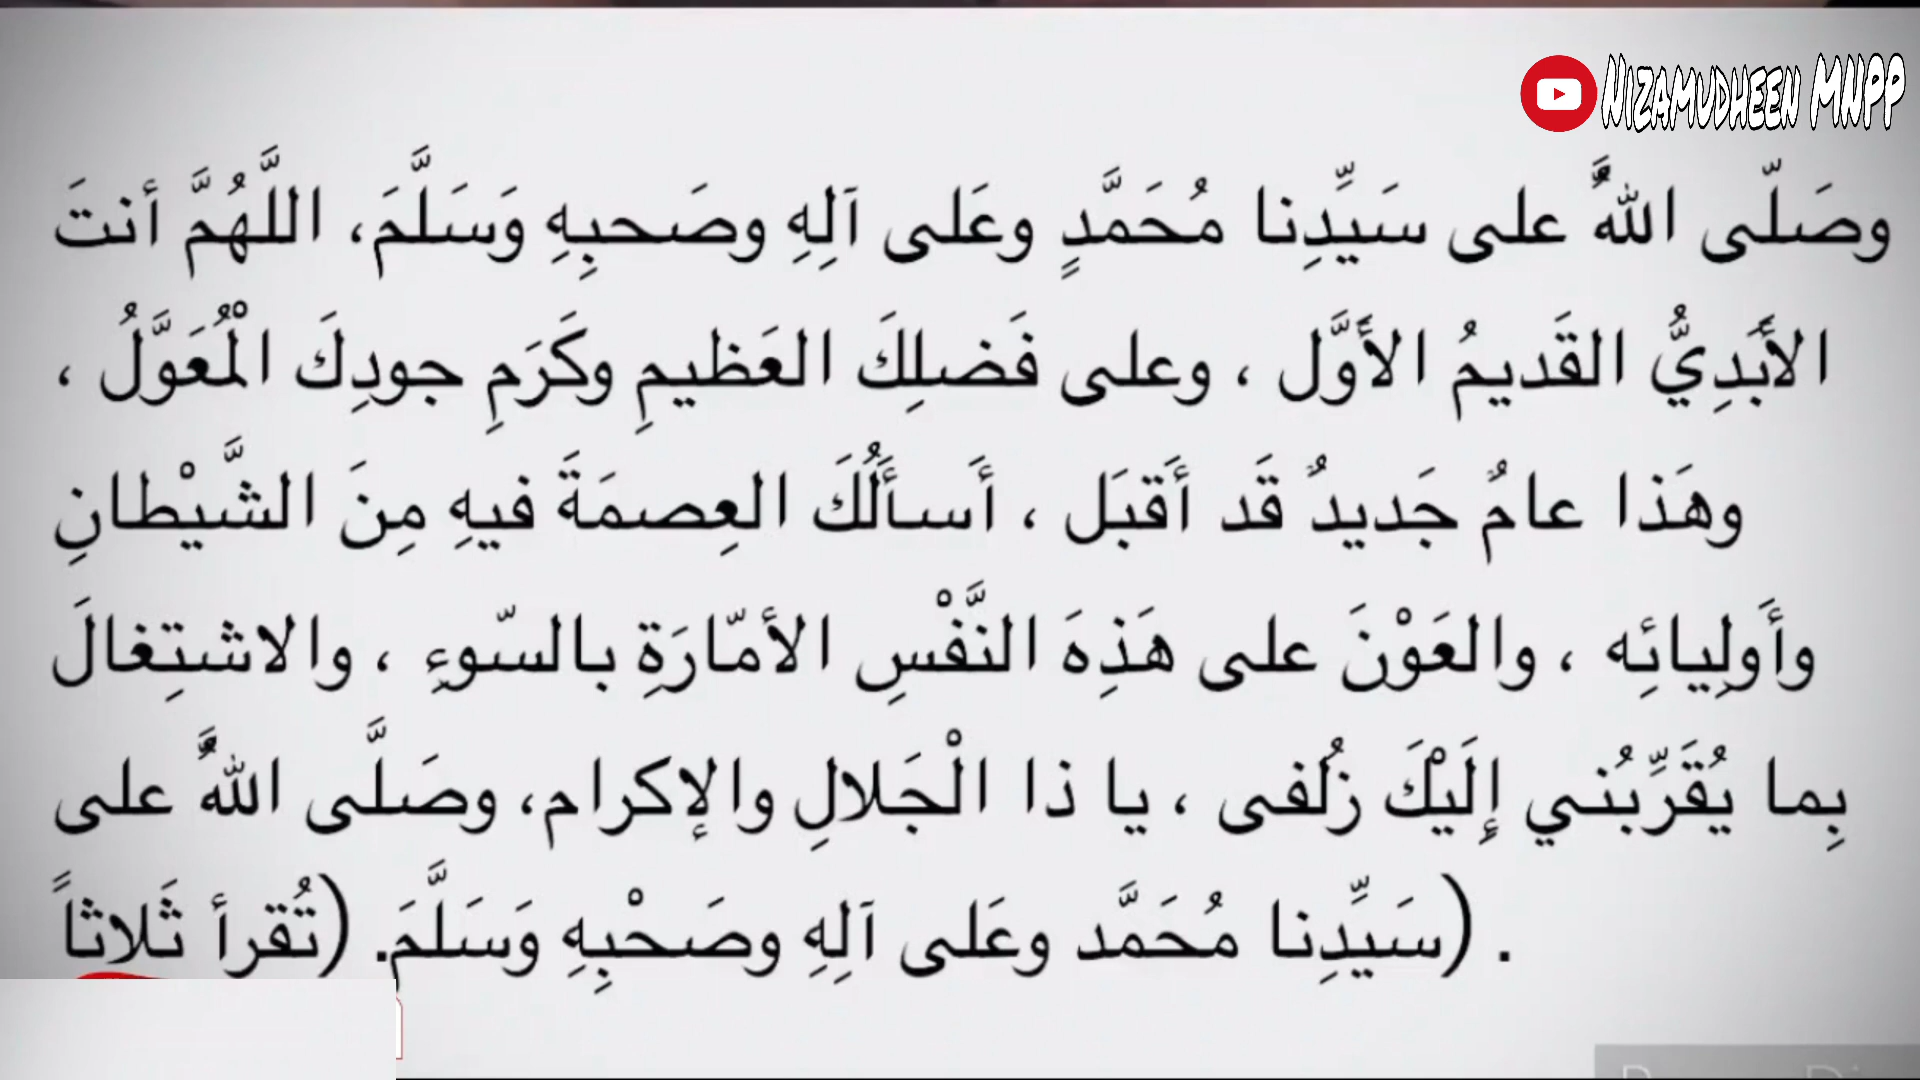 Nizamudheen MNPP
وصَلّى اللهُ على سَيِّدِنا مُحَمَّدٍ وعَلى آلِهِ وصَحبِهِ وَسَلَّمَ، اللَّهُمَّ أنتَ
الأَبَدِيُّ القَديمُ الأَوَّل ، وعلى فَضلِكَ العَظيمِ وكَرَمِ جودِكَ الْمُعَوَّلُ ،
وهَذا عامٌ جَديدٌ قَد أَقبَل ، أَسأَلُكَ العِصمَةَ فيهِ مِنَ الشَّيْطانِ
وأَولِيائِه ، والعَوْنَ على هَذِهَ النَّفْسِ الأمّارَةِ بالسّوءِ ، والاشتِغالَ
بِما يُقَرِّبُني إِلَيْكَ زُلفى ، يا ذا الْجَلالِ والإكرام، وصَلَّى اللهُ على
. (سَيِّدِنا مُحَمَّد وعَلى آلِهِ وصَحْبِهِ وَسَلَّمَ. (تُقرأ ثَلاثاً